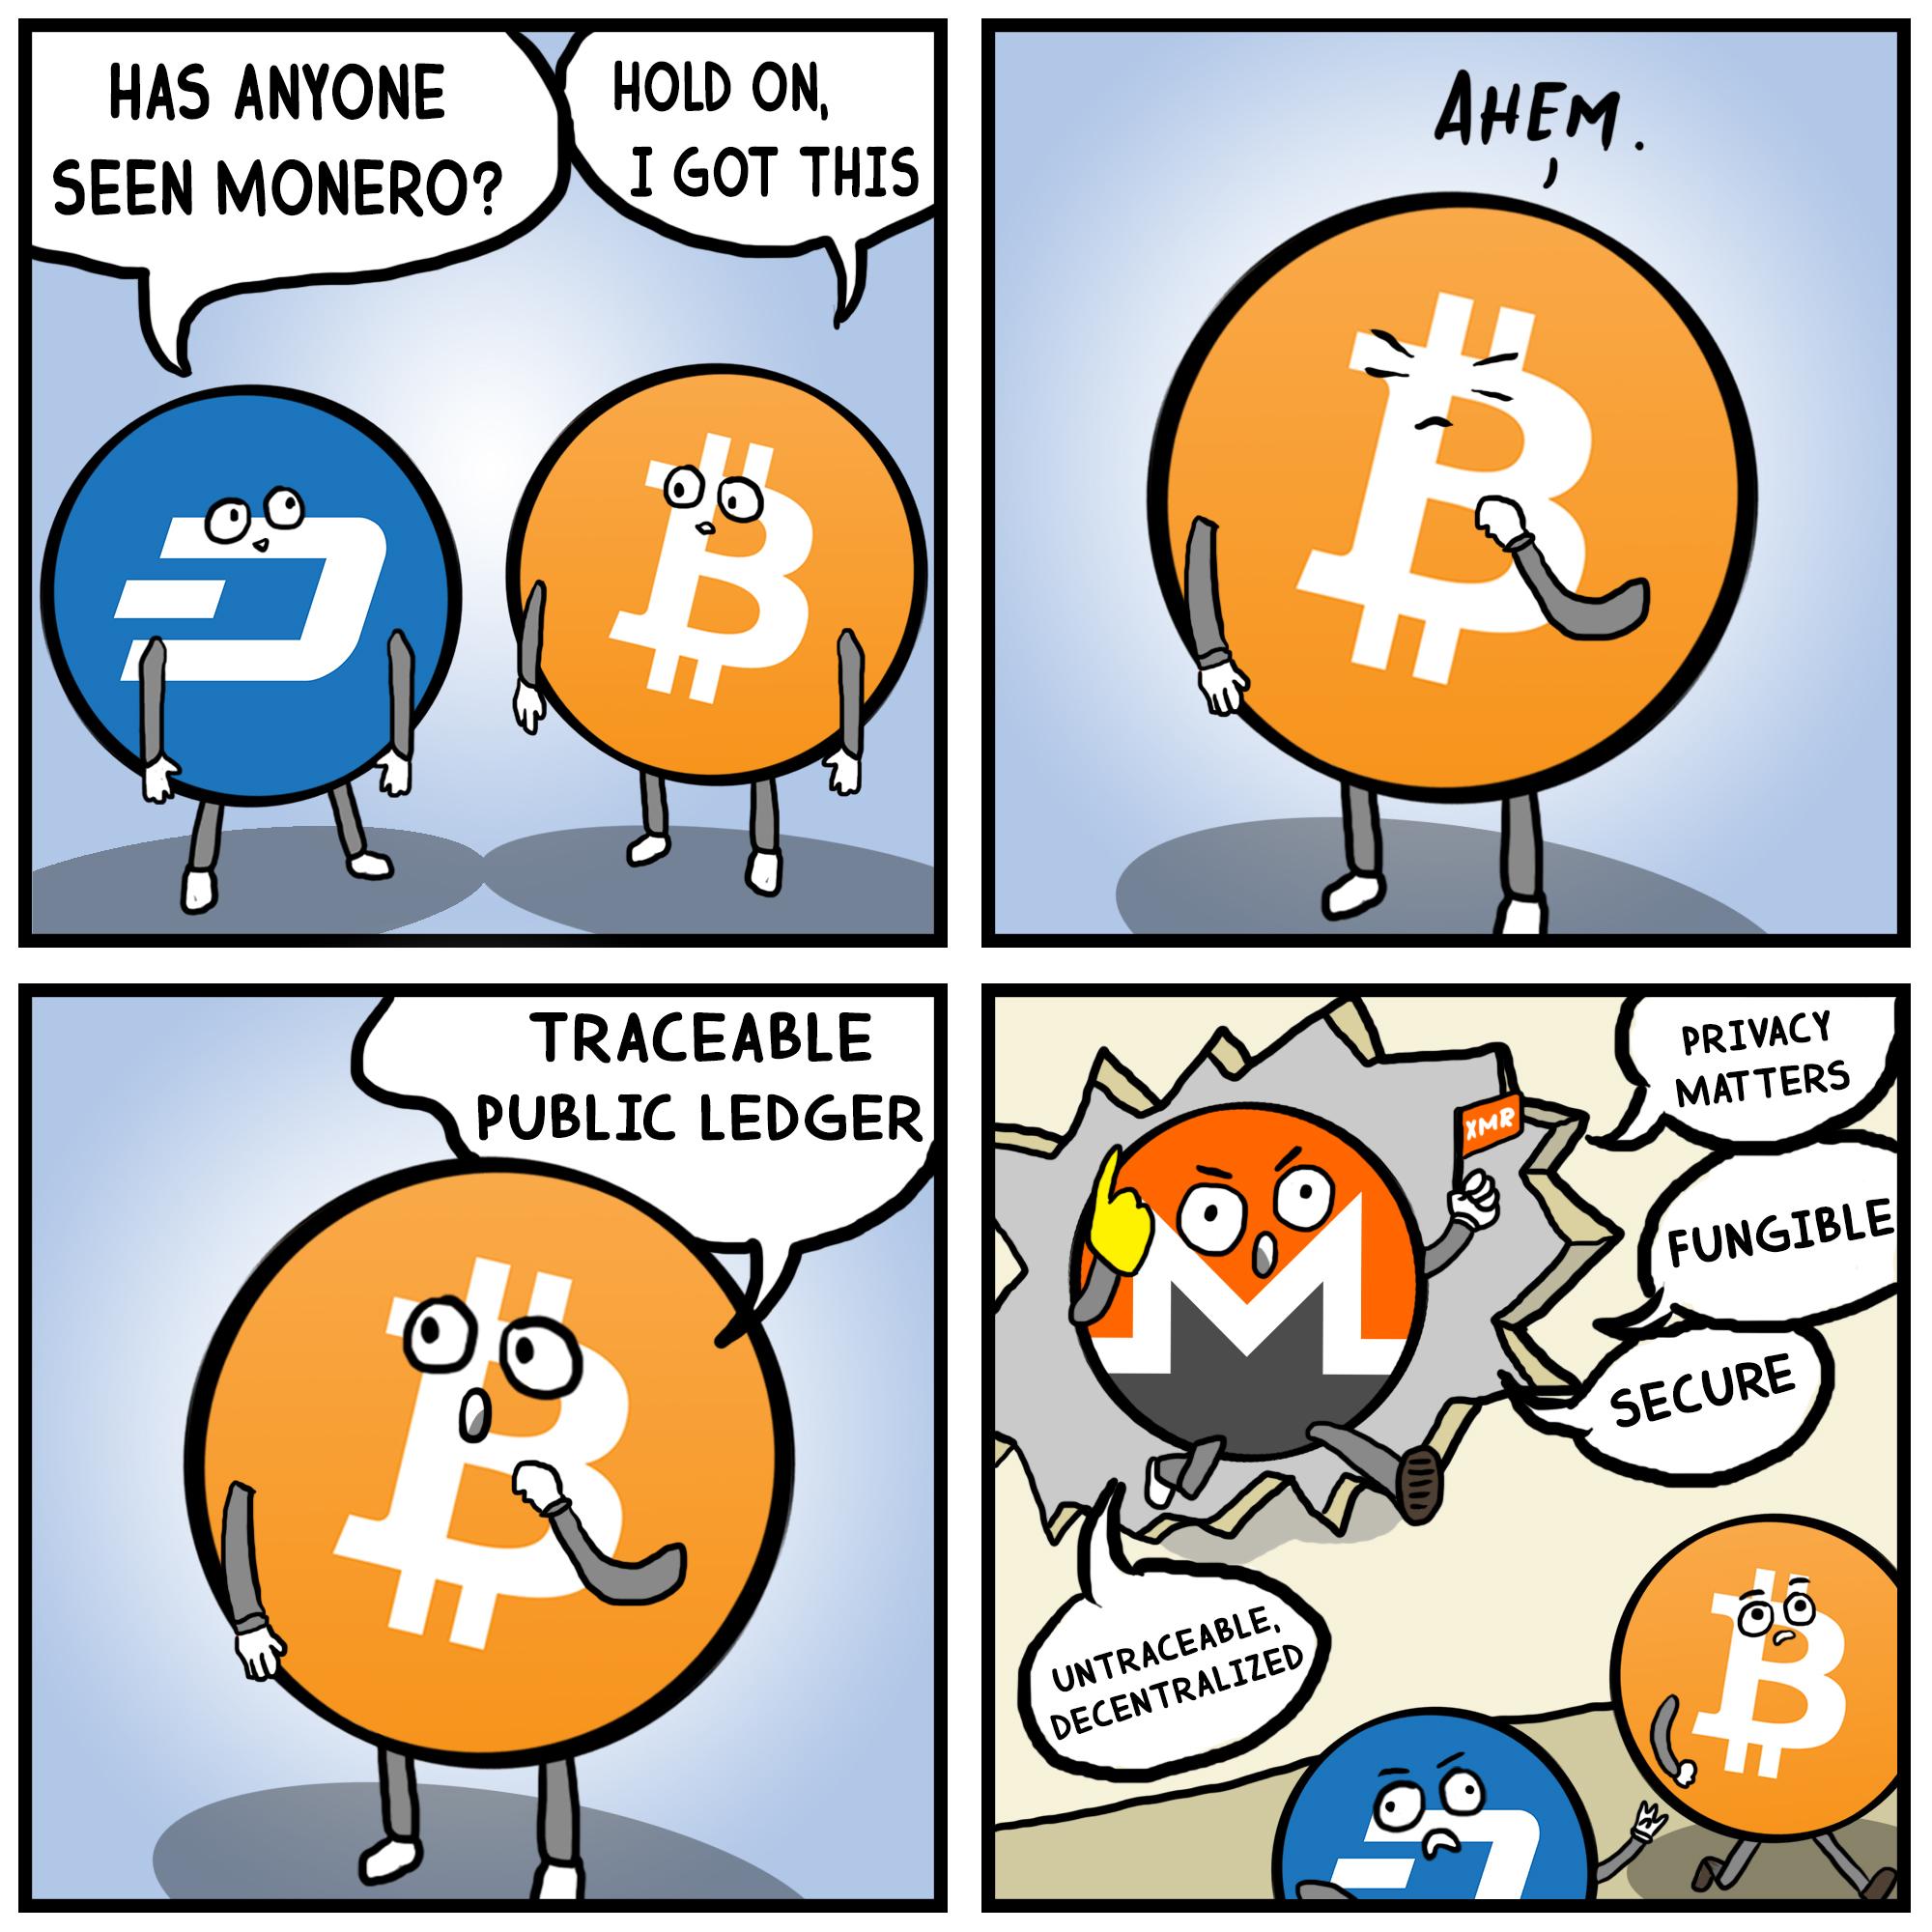 HAS ANYONE
SEEN MONERO?
HOLD ON,
I GOT THIS
AHEM.
TRACEABLE
PUBLIC LEDGER
PRIVACY
MATTERS
XMR
FUNGIBLE
SECURE
UNTRACEABLE,
DECENTRALIZED